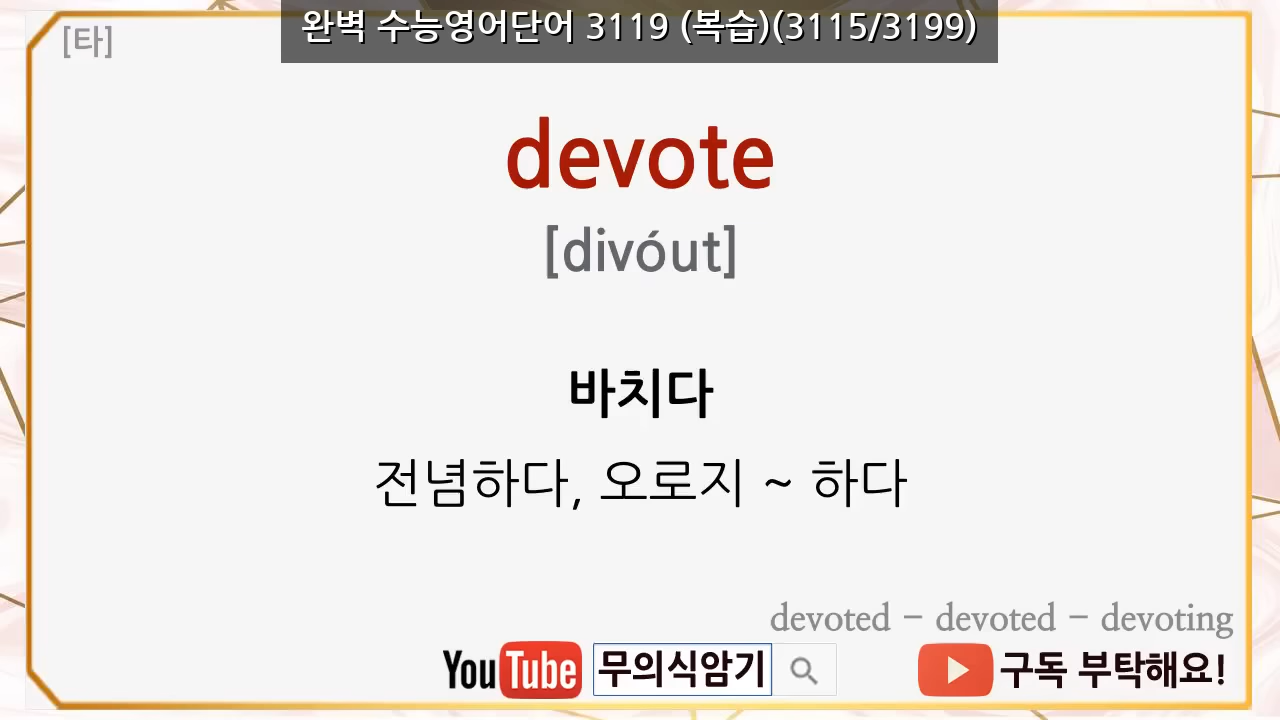 완벽 수능영어단어 3119 (복습)(3115/3199)
[타]
devote
[divóut]
바치다
전념하다, 오로지 ~ 하다
devoted - devoted - devoting
YouTube 무의식암기 구독 부탁해요!